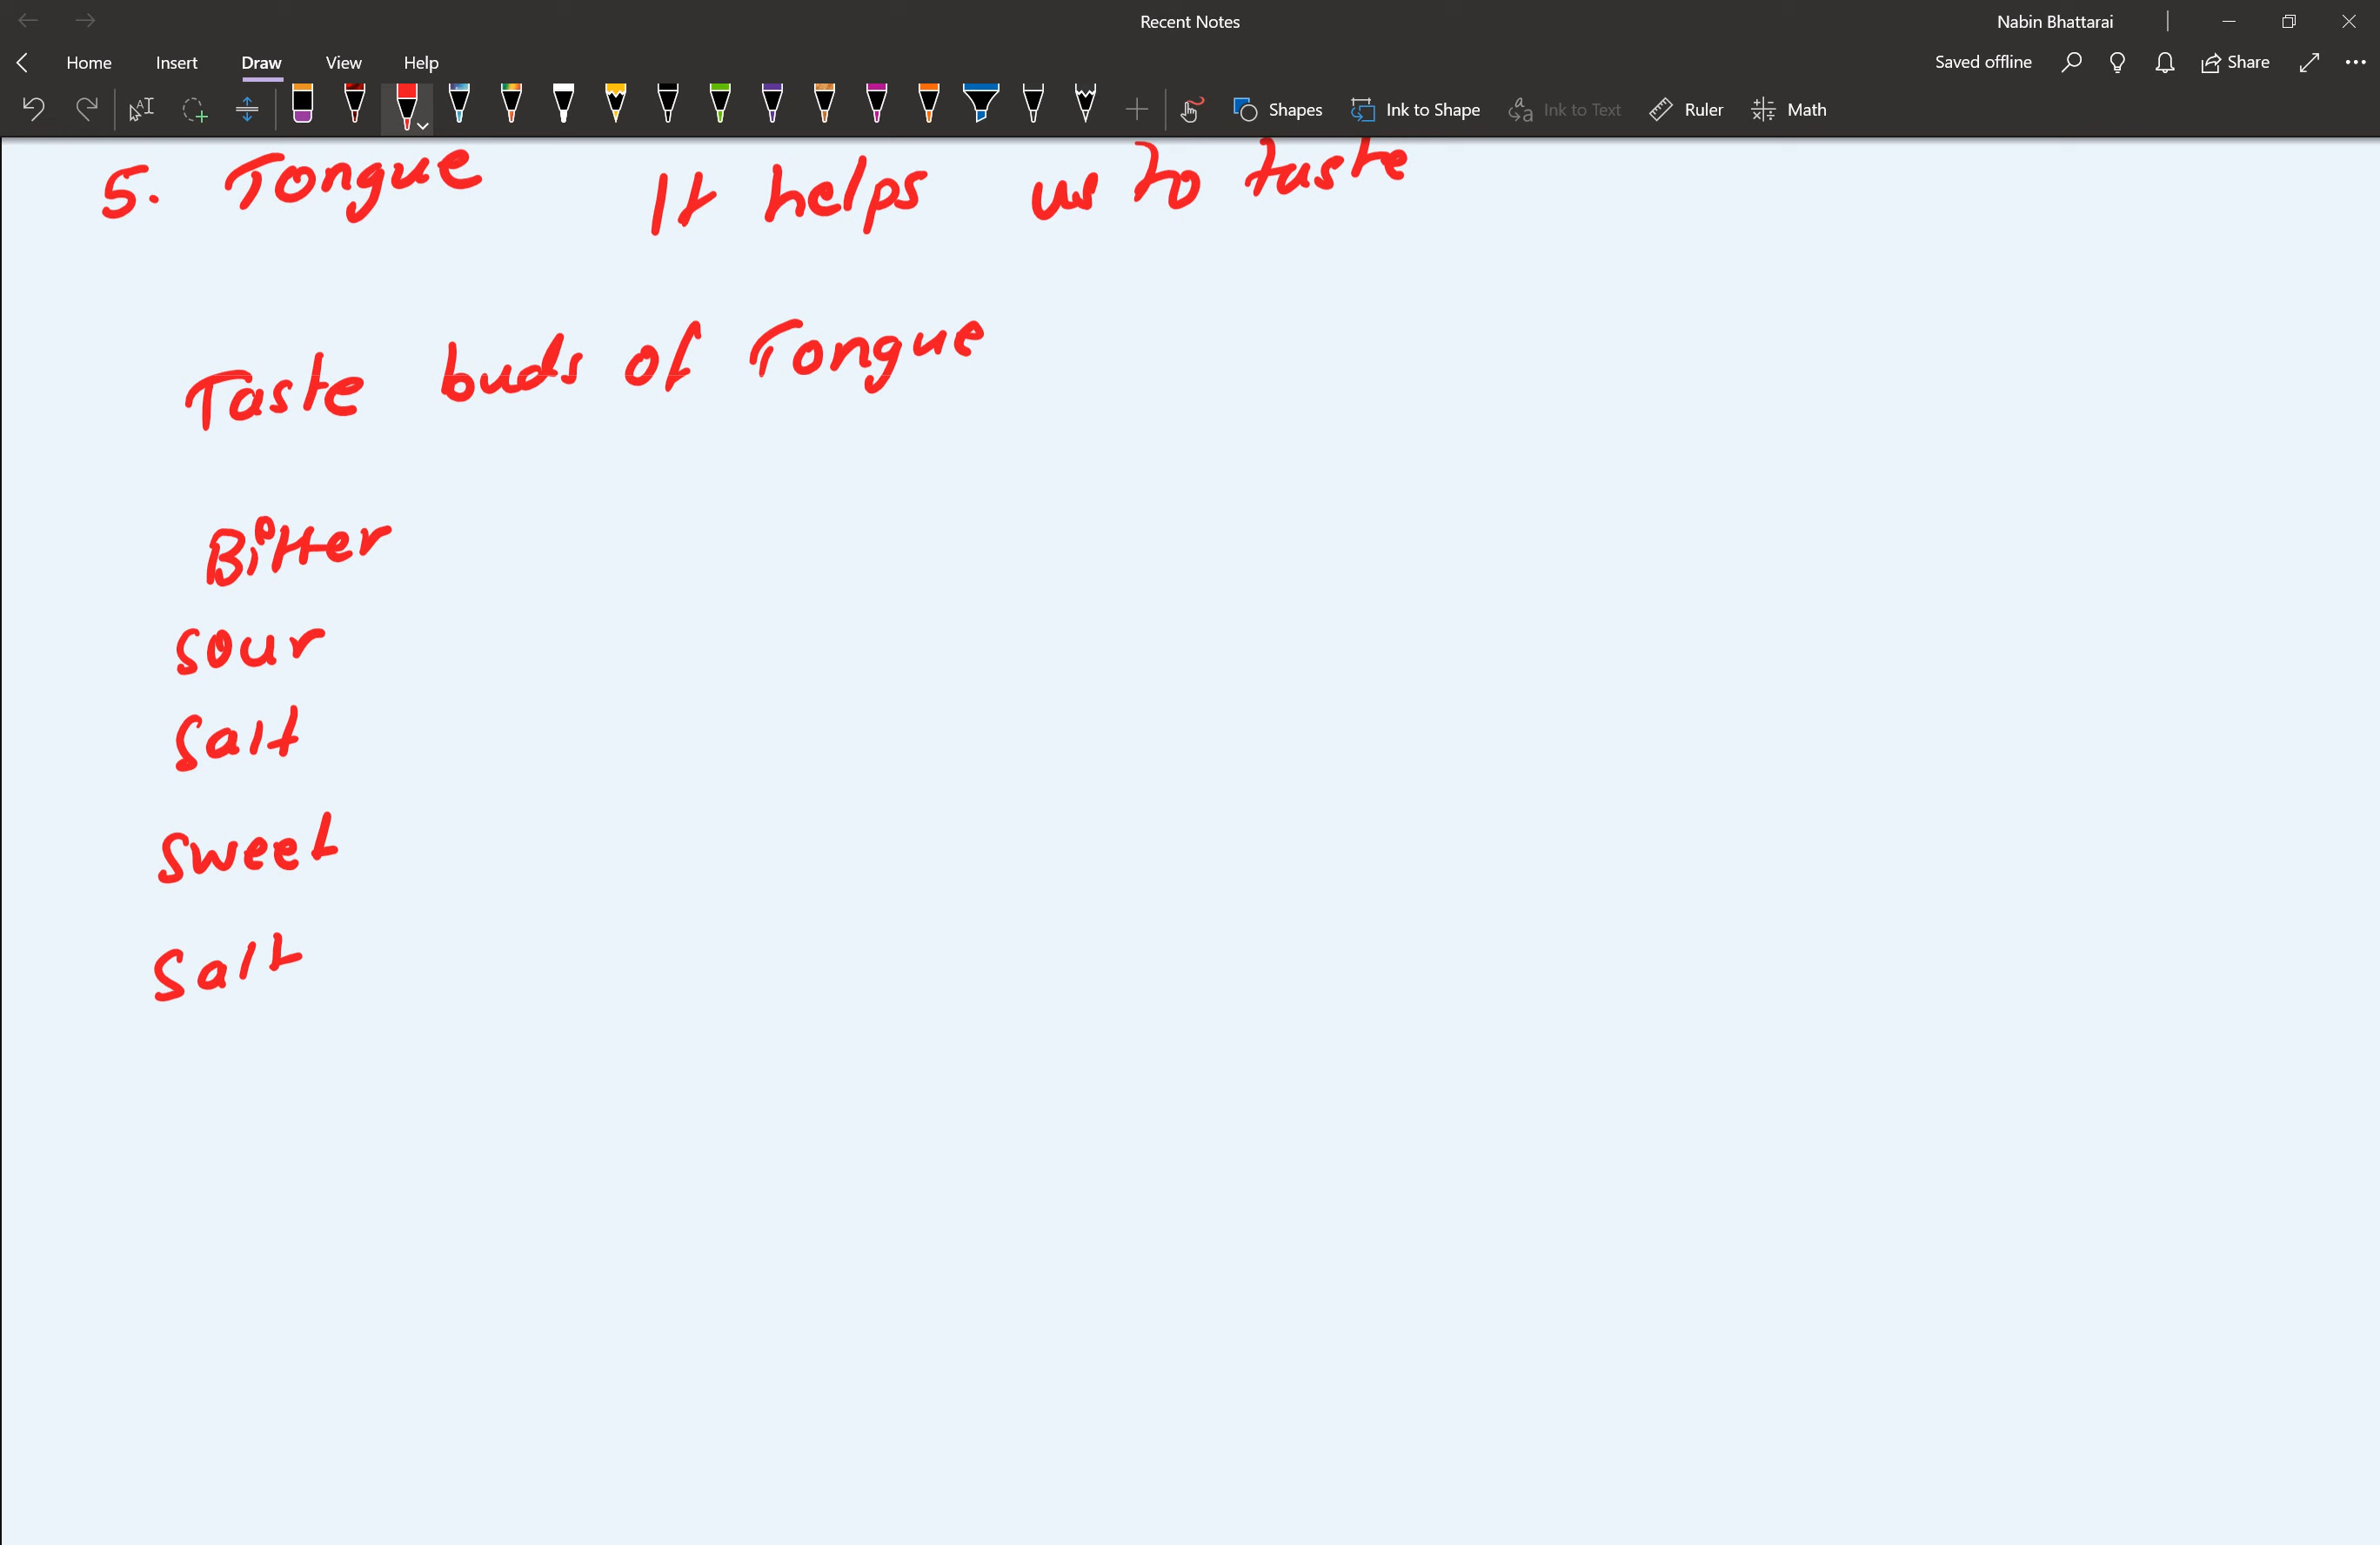 Recent Notes
Nabin Bhattarai
Home Insert Draw View Help
Saved offline
Share
Shapes Ink to Shape Ink to Text Ruler Math
5. Tongue It helps us to taste
Taste buds of Tongue
Bitter
sour
Salt
Sweet
Salt